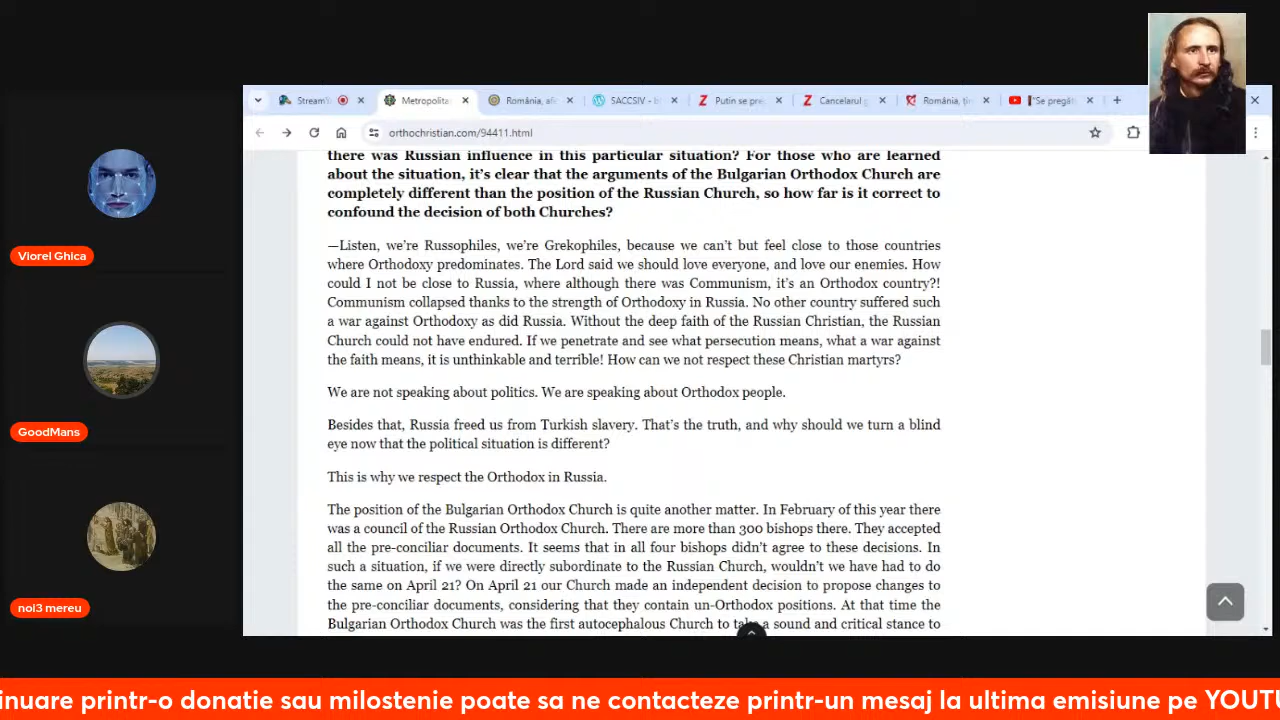 Stream
Metropolita
România, afe
SACCSIV - b
Putin se pre
Cancelarul g
România, țin
"Se pregăt
orthochristian.com/94411.html
there was Russian influence in this particular situation? For those who are learned
about the situation, it's clear that the arguments of the Bulgarian Orthodox Church are
completely different than the position of the Russian Church, so how far is it correct to
confound the decision of both Churches?
—Listen, we're Russophiles, we're Grekophiles, because we can't but feel close to those countries
where Orthodoxy predominates. The Lord said we should love everyone, and love our enemies. How
could I not be close to Russia, where although there was Communism, it's an Orthodox country?!
Communism collapsed thanks to the strength of Orthodoxy in Russia. No other country suffered such
a war against Orthodoxy as did Russia. Without the deep faith of the Russian Christian, the Russian
Church could not have endured. If we penetrate and see what persecution means, what a war against
the faith means, it is unthinkable and terrible! How can we not respect these Christian martyrs?
We are not speaking about politics. We are speaking about Orthodox people.
Besides that, Russia freed us from Turkish slavery. That's the truth, and why should we turn a blind
eye now that the political situation is different?
This is why we respect the Orthodox in Russia.
The position of the Bulgarian Orthodox Church is quite another matter. In February of this year there
was a council of the Russian Orthodox Church. There are more than 300 bishops there. They accepted
all the pre-conciliar documents. It seems that in all four bishops didn't agree to these decisions. In
such a situation, if we were directly subordinate to the Russian Church, wouldn't we have had to do
the same on April 21? On April 21 our Church made an independent decision to propose changes to
the pre-conciliar documents, considering that they contain un-Orthodox positions. At that time the
Bulgarian Orthodox Church was the first autocephalous Church to take a sound and critical stance to
Viorel Ghica
GoodMans
noi3 mereu
inuare printr-o donatie sau milostenie poate sa ne contacteze printr-un mesaj la ultima emisiune pe YOUTU